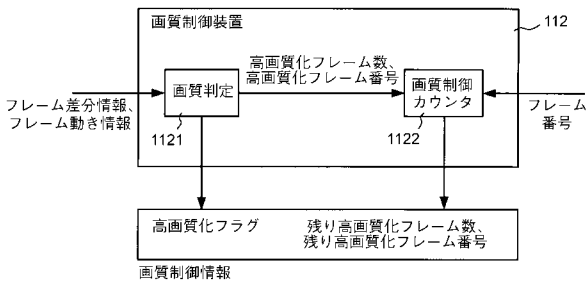 画質制御装置
112
高画質化フレーム数、
高画質化フレーム番号
画質判定
1121
画質制御
カウンタ
1122
フレーム差分情報、
フレーム動き情報
フレーム
番号
高画質化フラグ
残り高画質化フレーム数、
残り高画質化フレーム番号
画質制御情報